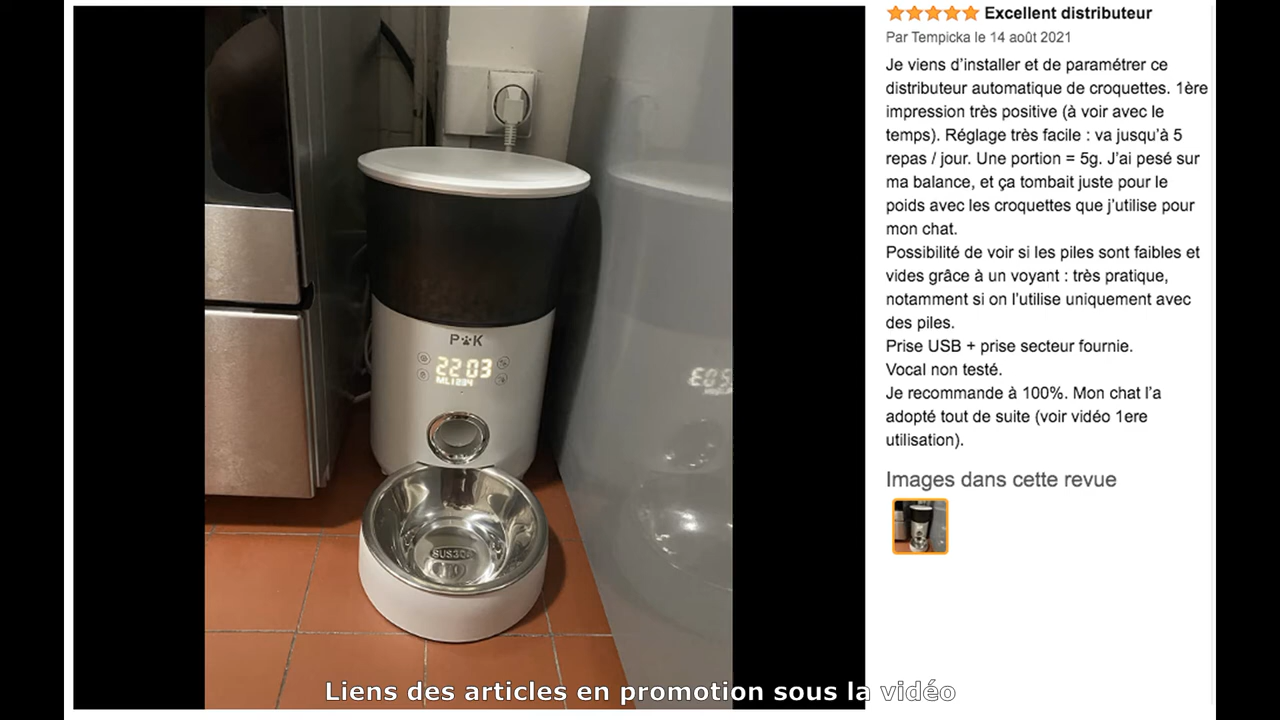 Excellent distributeur
Par Tempicka le 14 août 2021
Je viens d’installer et de paramétrer ce
distributeur automatique de croquettes. 1ère
impression très positive (à voir avec le
temps). Réglage très facile : va jusqu’à 5
repas / jour. Une portion = 5g. J’ai pesé sur
ma balance, et ça tombait juste pour le
poids avec les croquettes que j’utilise pour
mon chat.
Possibilité de voir si les piles sont faibles et
vides grâce à un voyant : très pratique,
notamment si on l’utilise uniquement avec
des piles.
Prise USB + prise secteur fournie.
Vocal non testé.
Je recommande à 100%. Mon chat l’a
adopté tout de suite (voir vidéo 1ere
utilisation).
Images dans cette revue
P K
22 03
ML1234
SUS304
Liens des articles en promotion sous la vidéo